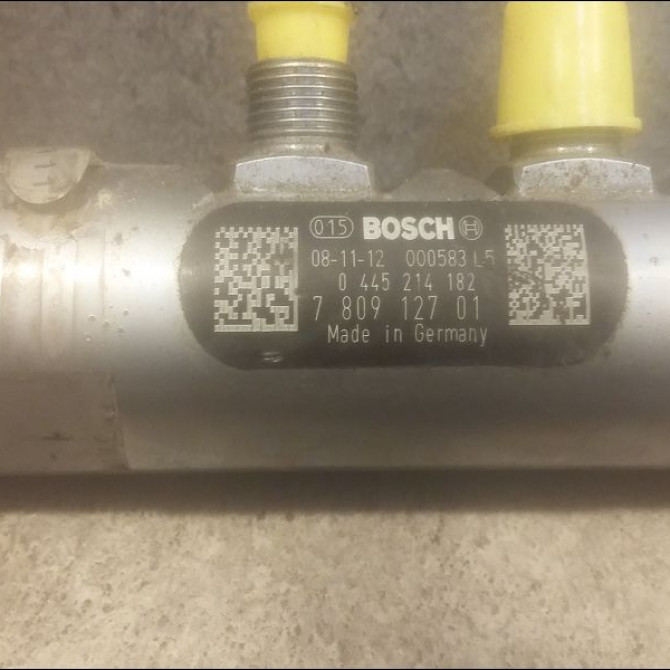 015 BOSCH
08-11-12 000583 L5
0 445 214 182
7 809 127 01
Made in Germany